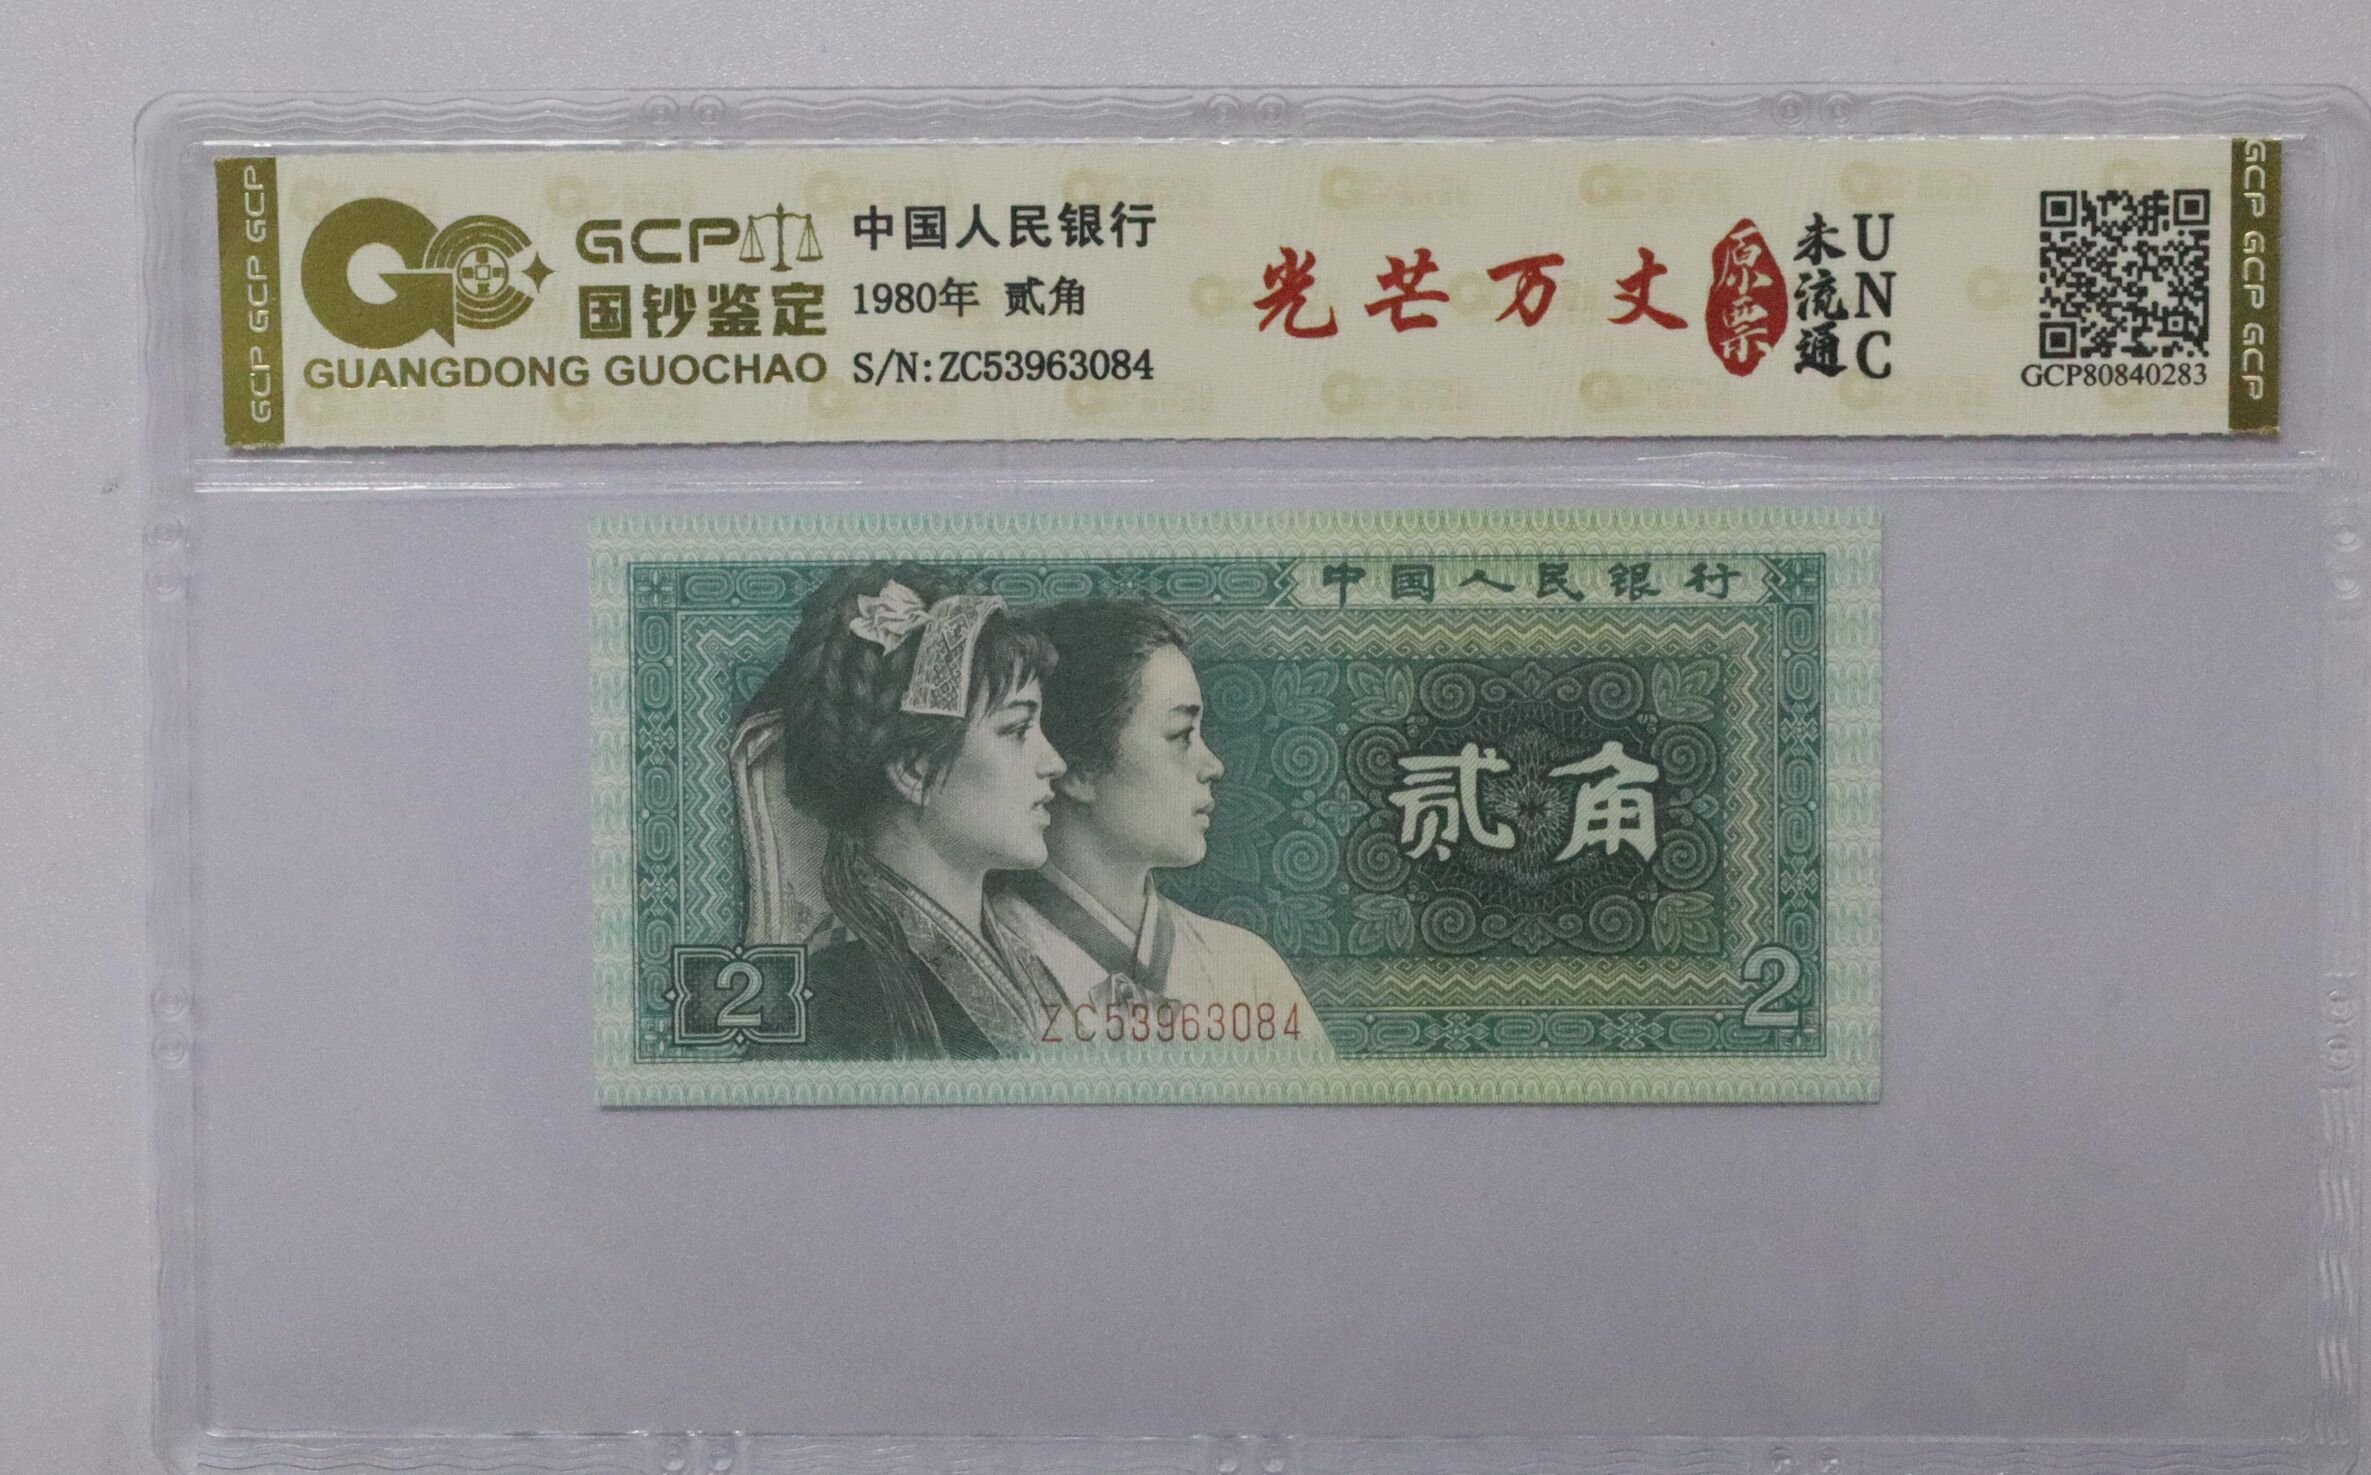 GCP GCP GCP
GCP
国钞鉴定
GUANGDONG GUOCHAO
中国人民银行
1980年 贰角
S/N:ZC53963084
光芒万丈
原票
未流通
UNC
GCP80840283
GCP GCP GCP
中国人民银行
贰角
2
2
ZC53963084